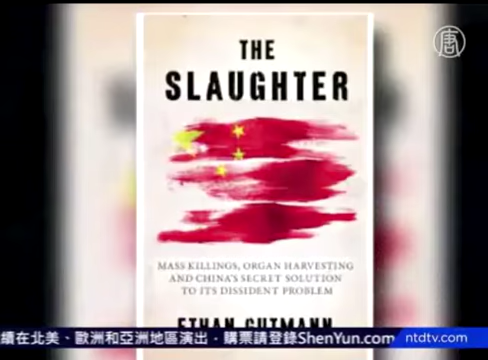 唐
THE
SLAUGHTER
MASS KILLINGS, ORGAN HARVESTING
AND CHINA'S SECRET SOLUTION
TO ITS DISSIDENT PROBLEM
ETHAN GUTMANN
續在北美、歐洲和亞洲地區演出，購票請登錄ShenYun.com
ntdtv.com